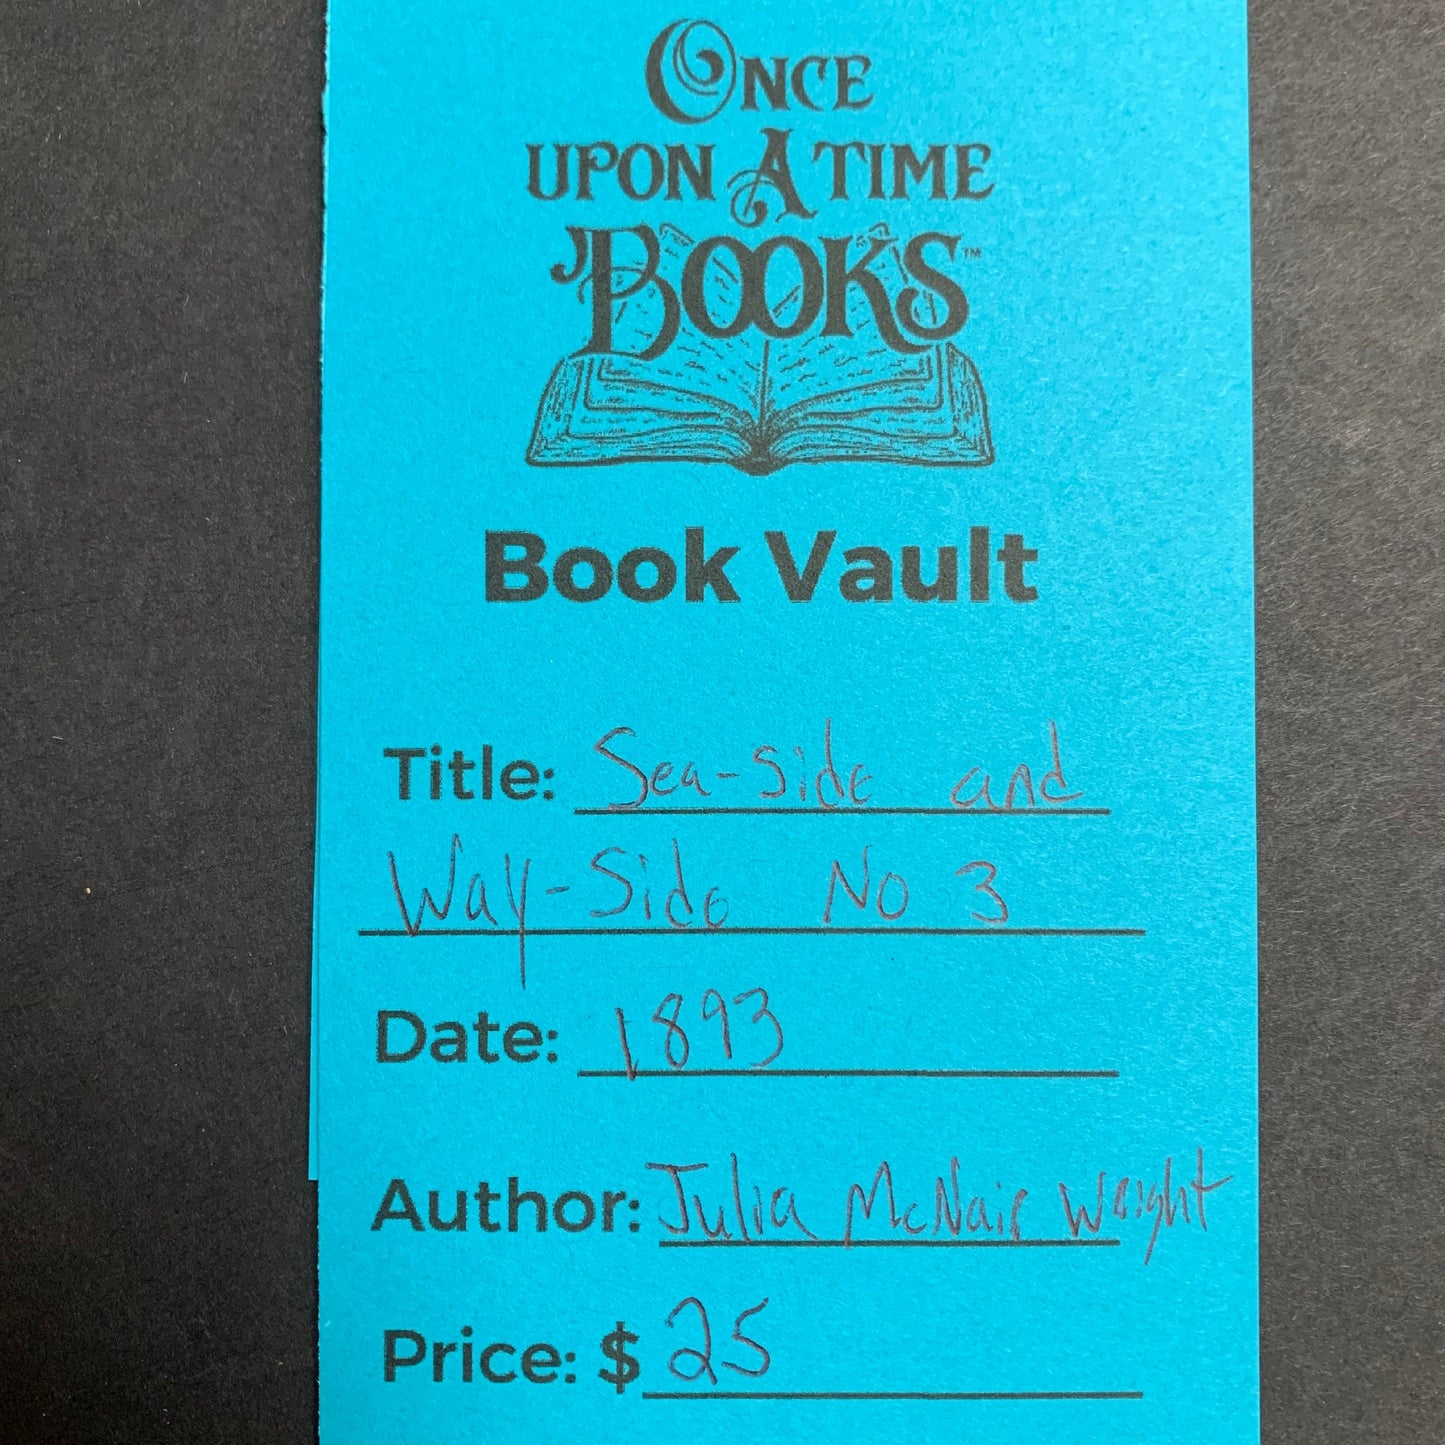 ONCE
UPON A TIME
BOOKS™
Book Vault
Title: Sea-side and
Way-Side No 3
Date: 1893
Author: Julia McNair Wright
Price: $ 25